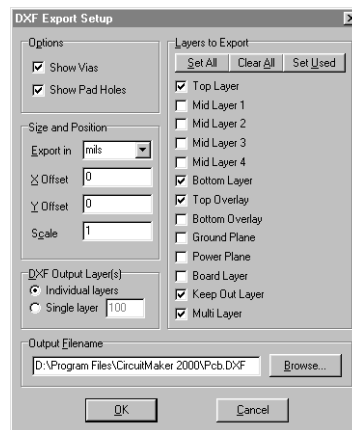 DXF Export Setup
Options
Show Vias
Show Pad Holes
Size and Position
Export in mils
X Offset 0
Y Offset 0
Scale 1
DXF Output Layer(s)
Individual layers
Single layer 100
Layers to Export
Set All Clear All Set Used
Top Layer
Mid Layer 1
Mid Layer 2
Mid Layer 3
Mid Layer 4
Bottom Layer
Top Overlay
Bottom Overlay
Ground Plane
Power Plane
Board Layer
Keep Out Layer
Multi Layer
Output Filename
D:\Program Files\CircuitMaker 2000\Pcb.DXF Browse...
OK Cancel